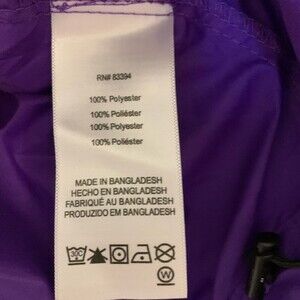 RN# 83394
100% Polyester
100% Poliéster
100% Polyester
100% Poliéster
MADE IN BANGLADESH
HECHO EN BANGLADESH
FABRIQUÉ AU BANGLADESH
PRODUZIDO EM BANGLADESH
30C
W